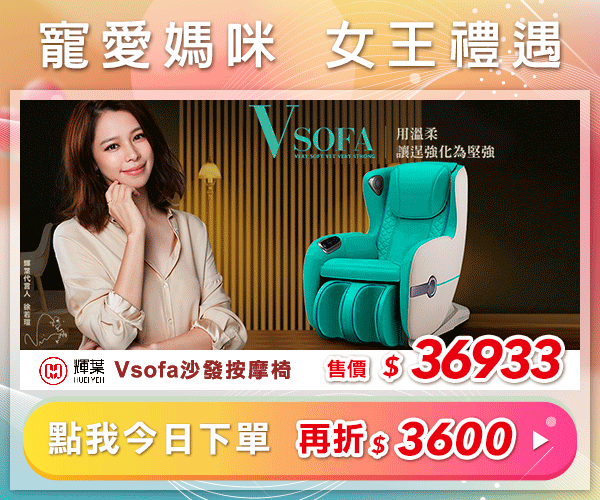 寵愛媽咪 女王禮遇
VSOFA
VERY SOFT YET VERY STRONG
用溫柔
讓逞強化為堅強
輝葉代言人 徐若瑄
輝葉
HUEI YEH
Vsofa沙發按摩椅
售價 $ 36933
點我今日下單 再折 $ 3600